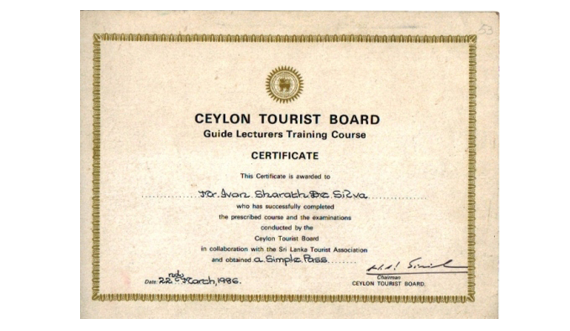 53
CEYLON TOURIST BOARD
Guide Lecturers Training Course
CERTIFICATE
This Certificate is awarded to
Mr. Ivan Sharath De Silva
who has successfully completed
the prescribed course and the examinations
conducted by the
Ceylon Tourist Board
in collaboration with the Sri Lanka Tourist Association
and obtained a Simple Pass
Date: 22nd March, 1986.
Chairman
CEYLON TOURIST BOARD.